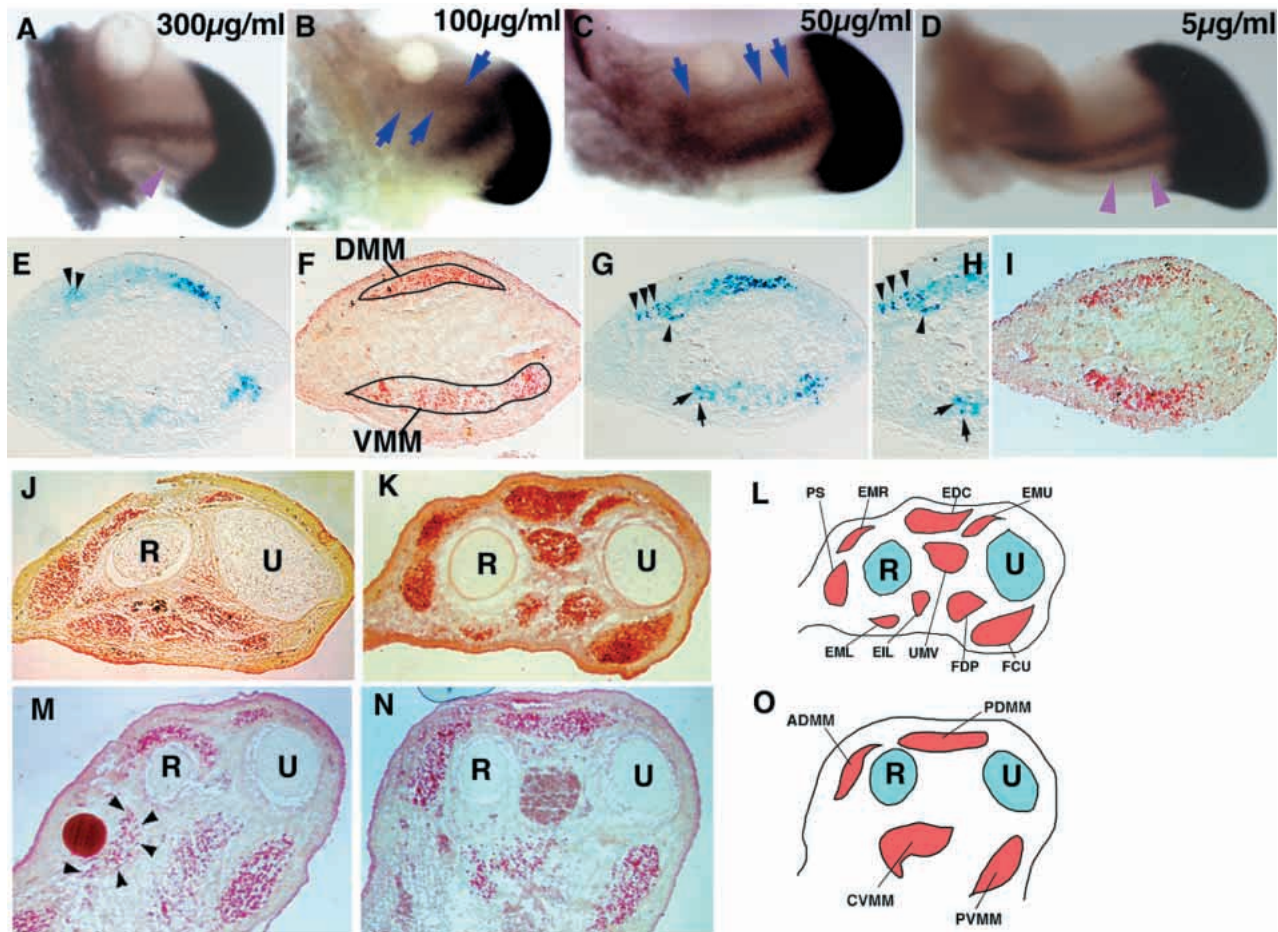 A 300µg/ml
B 100µg/ml
C 50µg/ml
D 5µg/ml
E
F DMM
VMM
G
H
I
J R U
K R U
L
PS EMR EDC EMU
R U
EML EIL UMV FDP FCU
M R U
N R U
O
ADMM PDMM
R U
CVMM PVMM